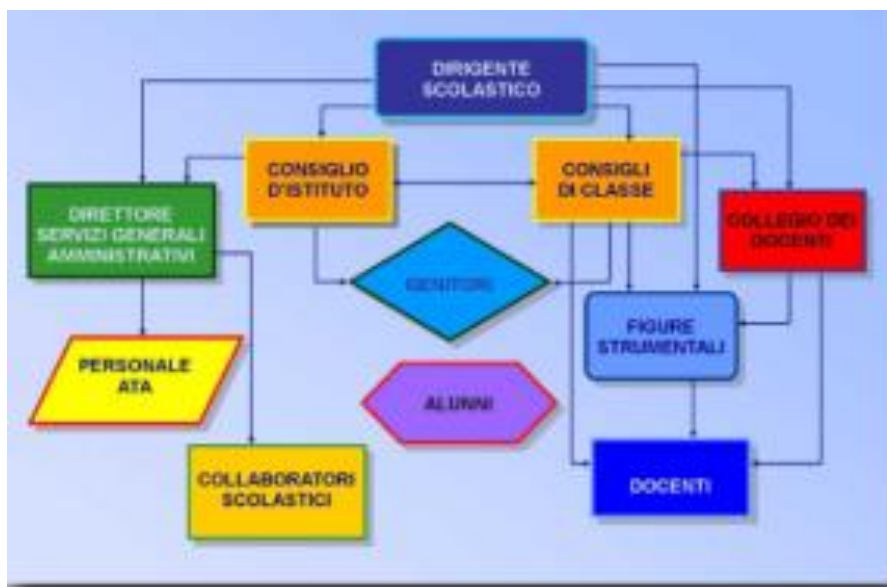 DIRIGENTE
SCOLASTICO
CONSIGLIO
D'ISTITUTO
CONSIGLI
DI CLASSE
DIRETTORE
SERVIZI GENERALI
AMMINISTRATIVI
COLLEGIO DEI
DOCENTI
GENITORI
FIGURE
STRUMENTALI
PERSONALE
ATA
ALUNNI
COLLABORATORI
SCOLASTICI
DOCENTI